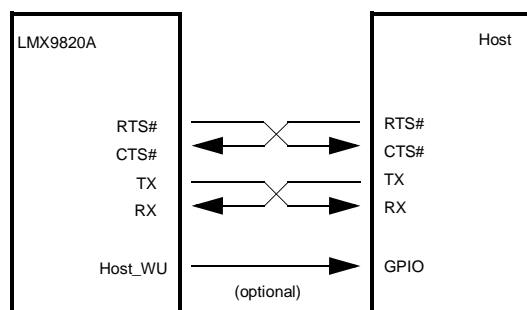 LMX9820A
Host
RTS#
RTS#
CTS#
CTS#
TX
TX
RX
RX
Host_WU
GPIO
(optional)